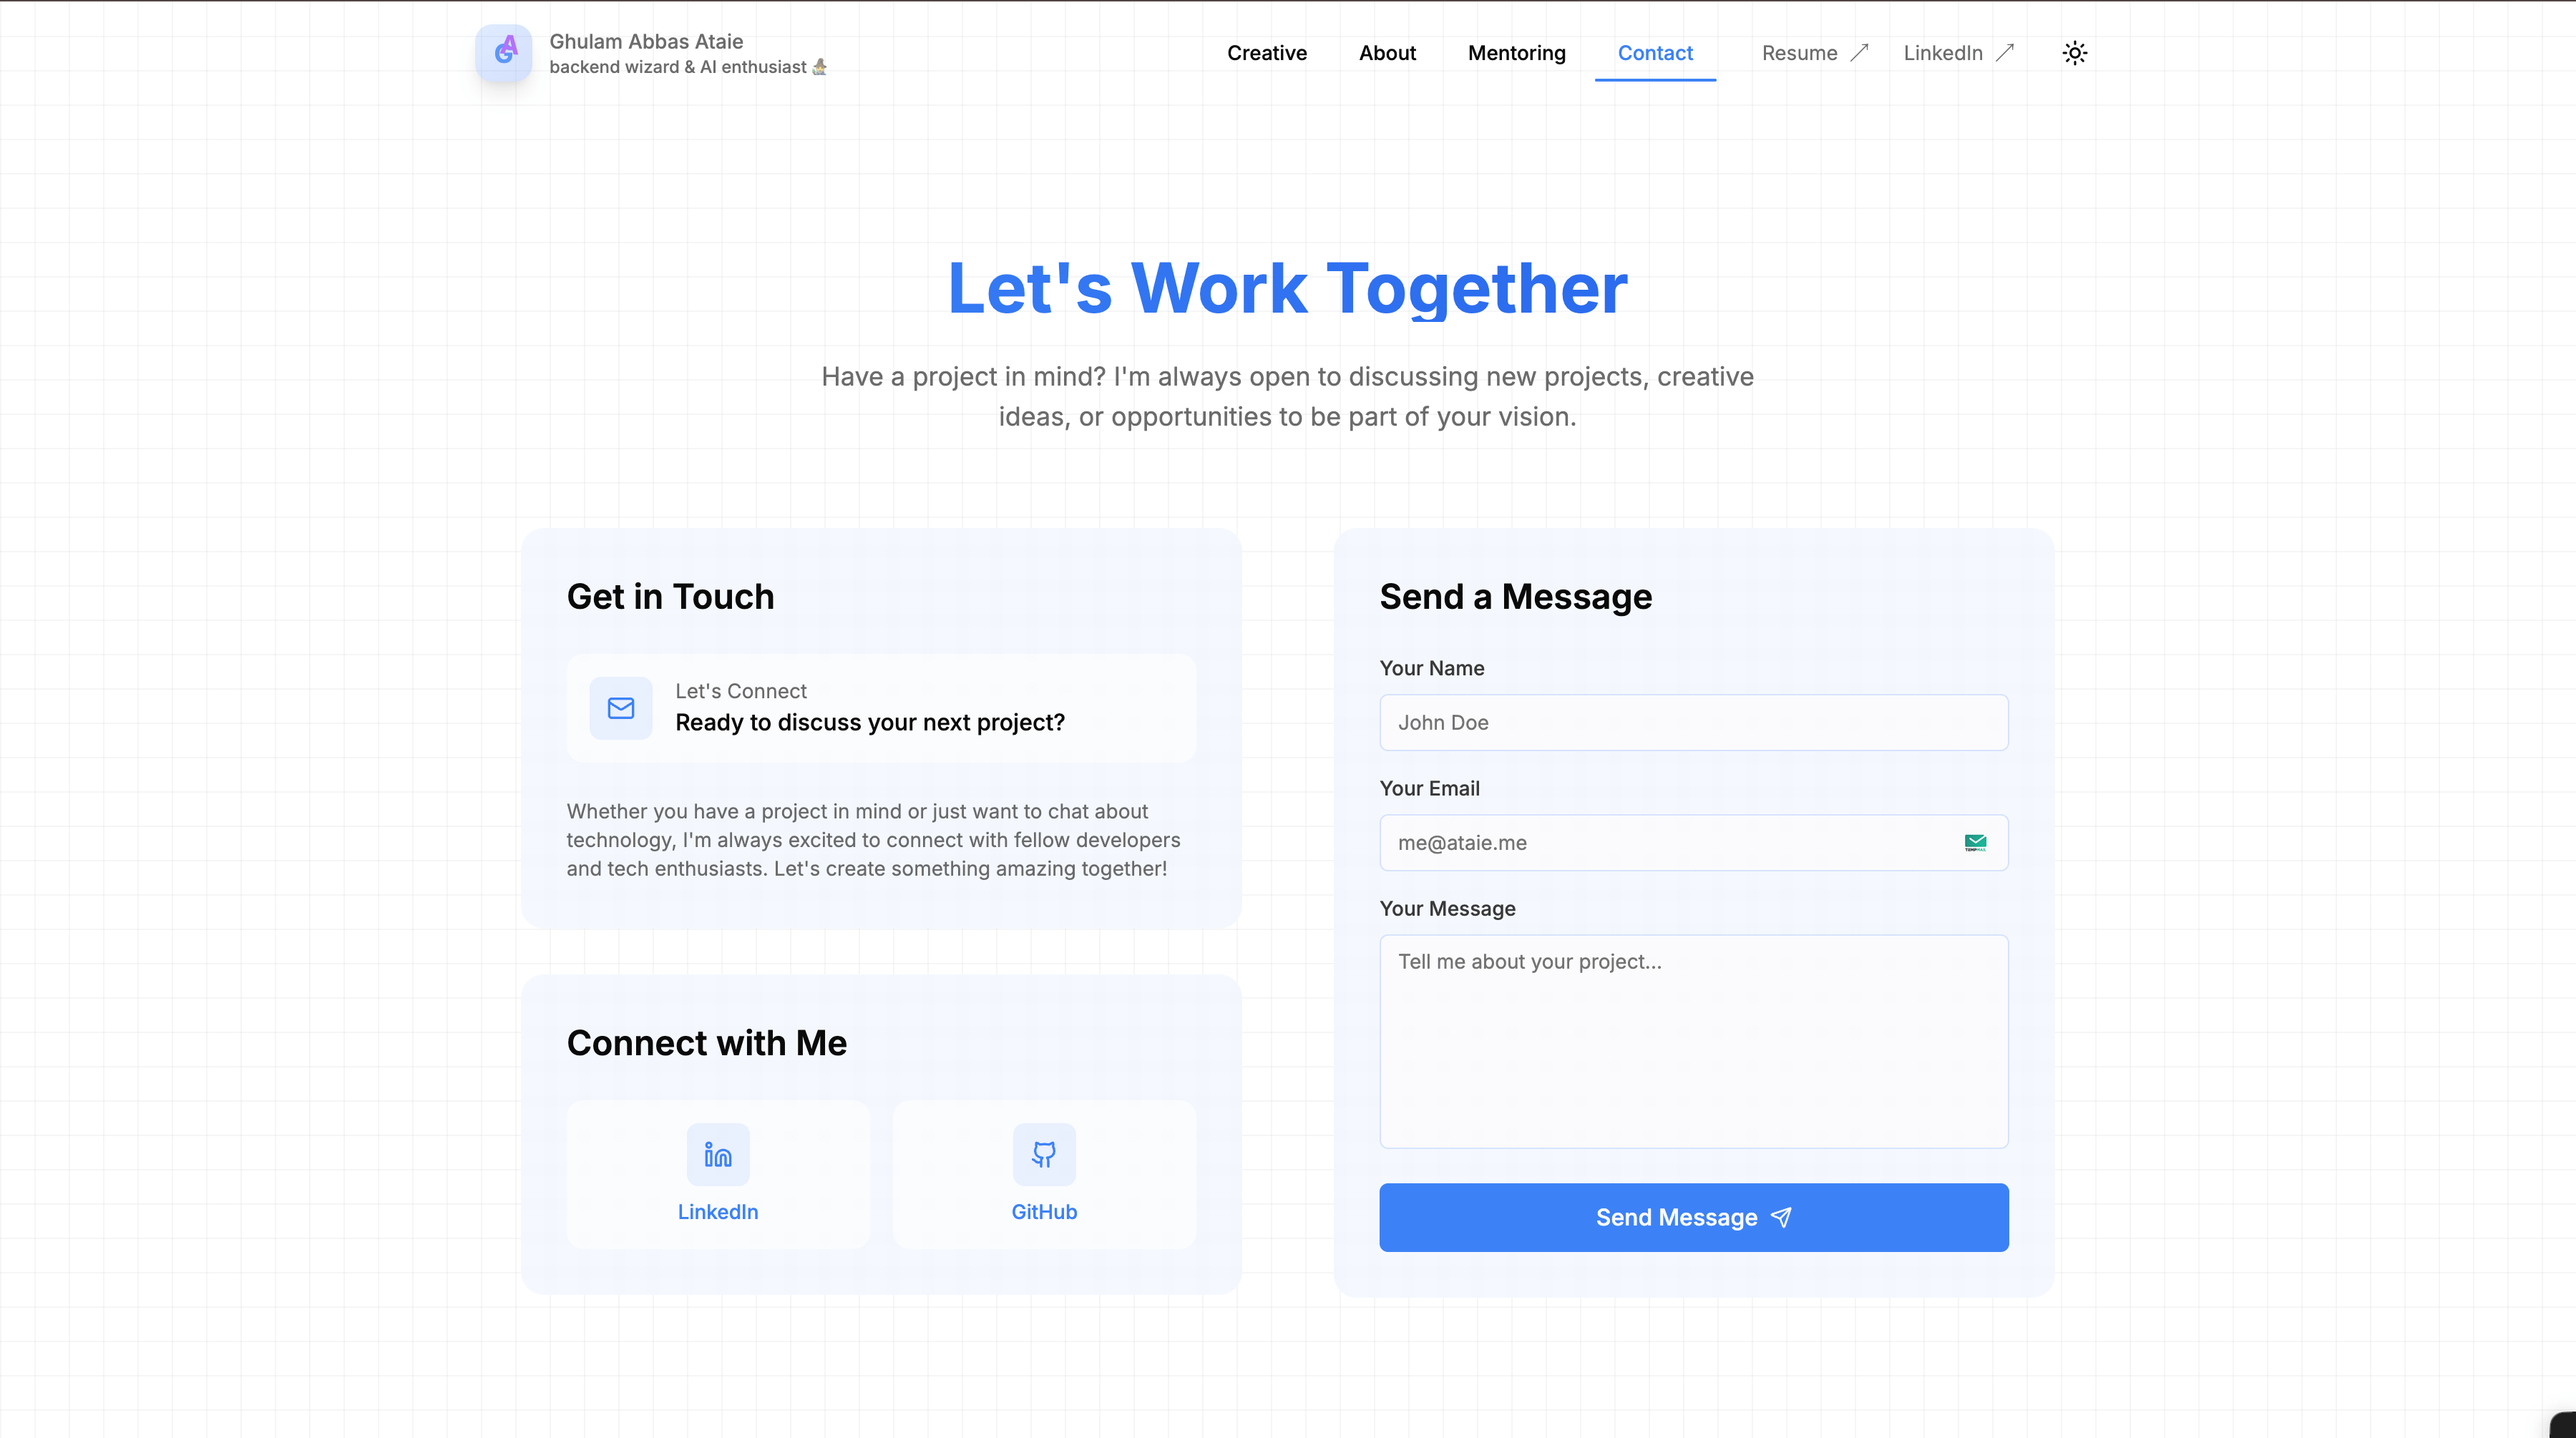 GA
Ghulam Abbas Ataie
backend wizard & AI enthusiast 🧙‍♂️
Creative
About
Mentoring
Contact
Resume
LinkedIn
Let's Work Together
Have a project in mind? I'm always open to discussing new projects, creative
ideas, or opportunities to be part of your vision.
Get in Touch
Let's Connect
Ready to discuss your next project?
Whether you have a project in mind or just want to chat about
technology, I'm always excited to connect with fellow developers
and tech enthusiasts. Let's create something amazing together!
Connect with Me
LinkedIn
GitHub
Send a Message
Your Name
John Doe
Your Email
me@ataie.me
Your Message
Tell me about your project...
Send Message